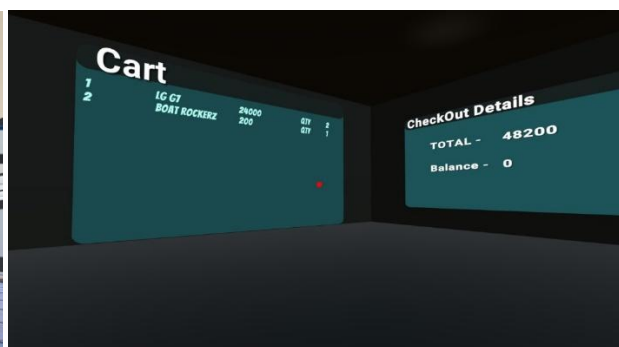 Cart
1 LG G7 24000 QTY 2
2 BOAT ROCKERZ 200 QTY 1
CheckOut Details
TOTAL - 48200
Balance - 0